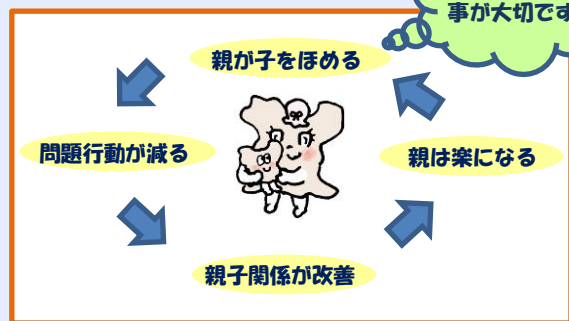 事が大切です
親が子をほめる
問題行動が減る
親は楽になる
親子関係が改善